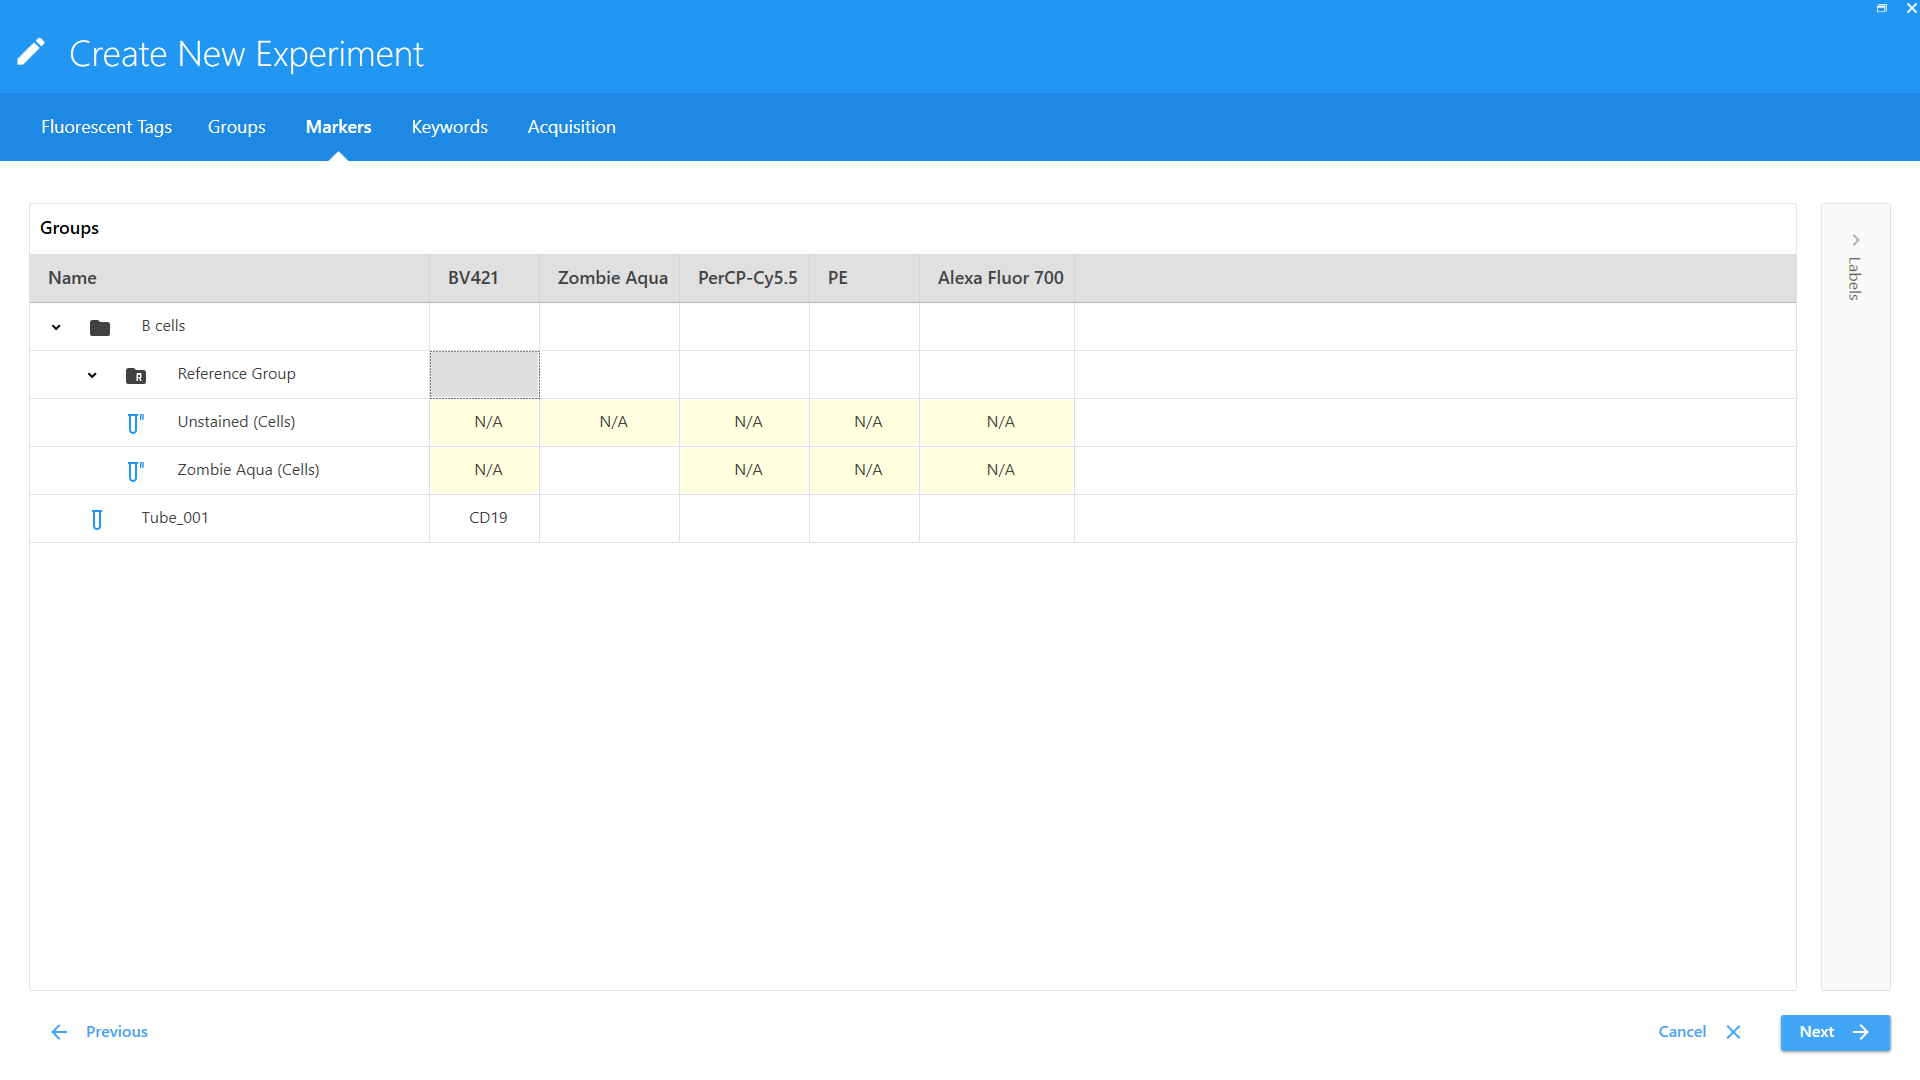 Create New Experiment
Fluorescent Tags Groups Markers Keywords Acquisition
Groups
Name BV421 Zombie Aqua PerCP-Cy5.5 PE Alexa Fluor 700
B cells
R Reference Group
R Unstained (Cells) N/A N/A N/A N/A N/A
R Zombie Aqua (Cells) N/A N/A N/A N/A
Tube_001 CD19
Labels
Previous Cancel Next